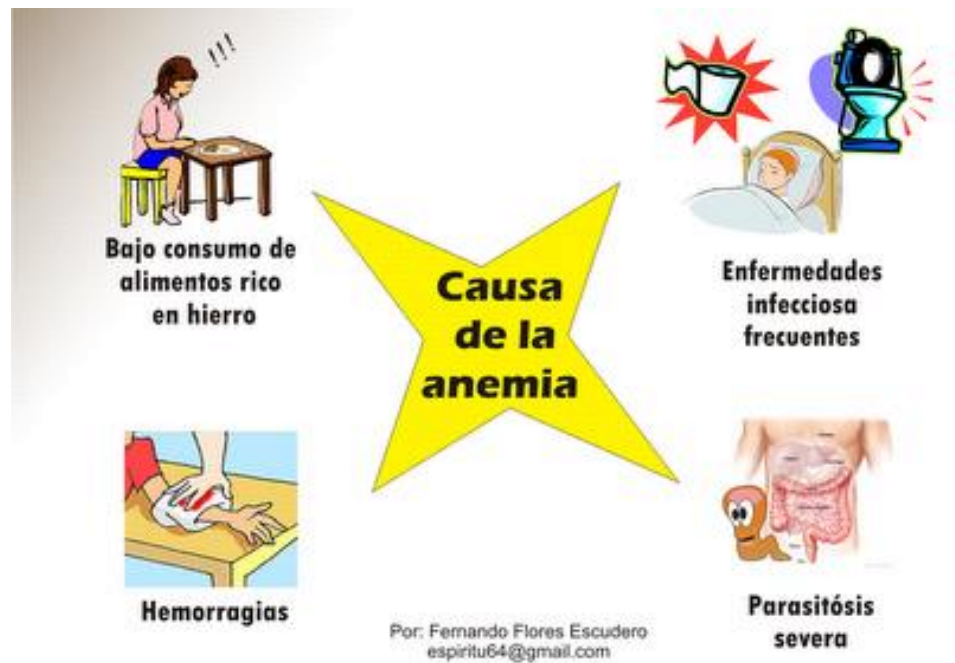 !!!
Bajo consumo de
alimentos rico
en hierro
Enfermedades
infecciosa
frecuentes
Causa
de la
anemia
Hemorragias
Parasitósis
severa
Por: Fernando Flores Escudero
espiritu64@gmail.com